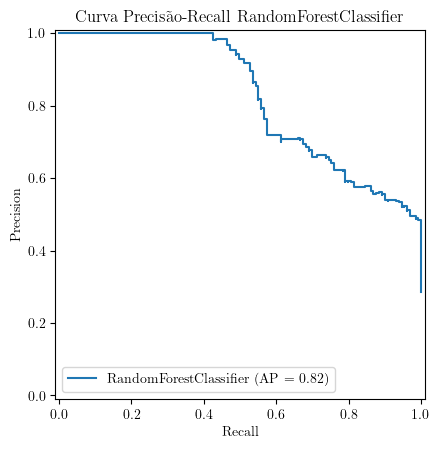 Curva Precisão-Recall RandomForestClassifier
1.0
0.8
0.6
0.4
0.2
0.0
Precision
RandomForestClassifier (AP = 0.82)
0.0 0.2 0.4 0.6 0.8 1.0
Recall